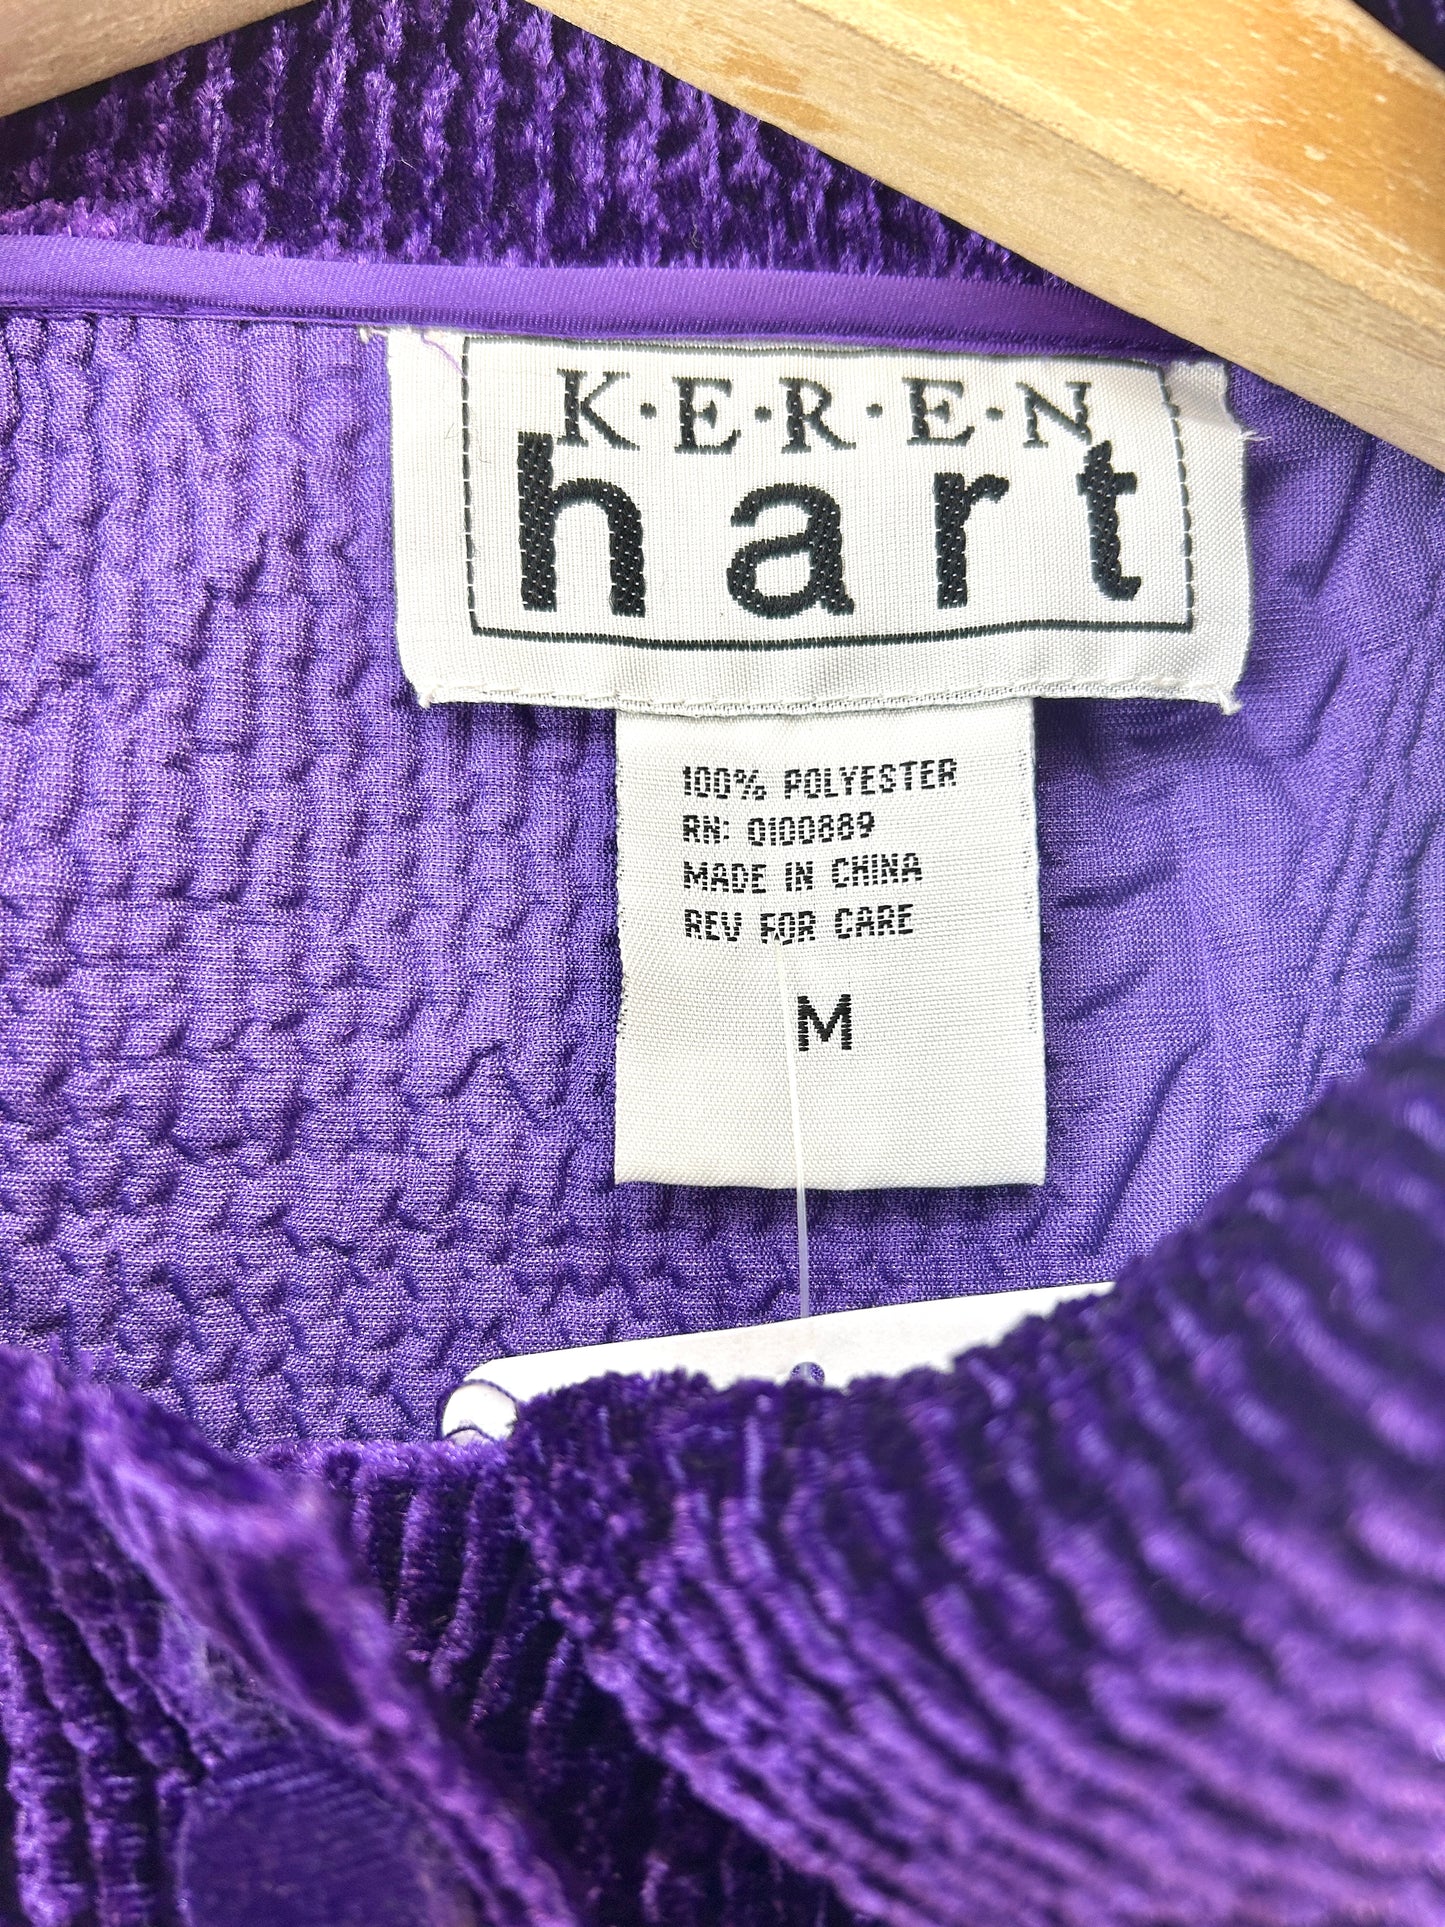 K·E·R·E·N
hart
100% POLYESTER
RN: 0100889
MADE IN CHINA
REV FOR CARE
M